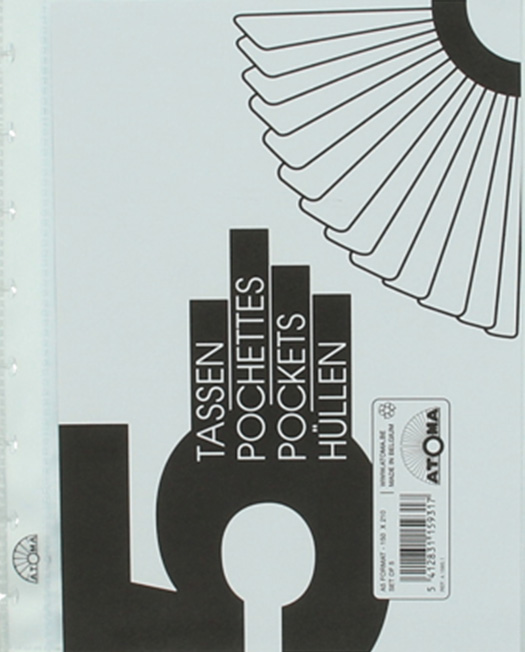 5
TASSEN
POCHETTES
POCKETS
HÜLLEN
ATOMA
WWW.ATOMA.BE
MADE IN BELGIUM
A5 FORMAT - 150 X 210
SET OF 5
5 412831 159317
ATOMA